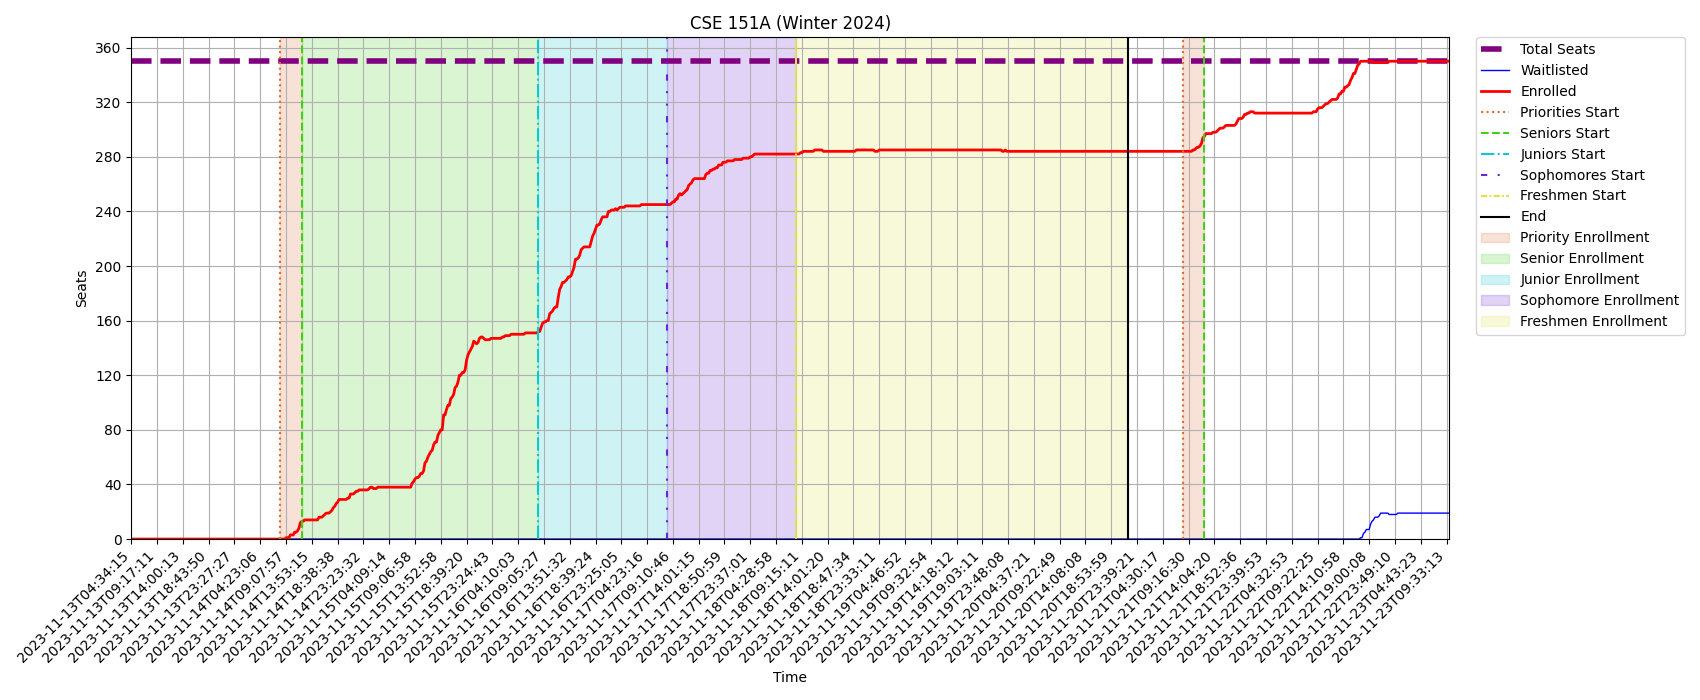 CSE 151A (Winter 2024)
360
320
280
240
200
160
120
80
40
0
Seats
2023-11-13T04:34:15
2023-11-13T09:17:11
2023-11-13T14:00:13
2023-11-13T18:43:50
2023-11-13T23:27:27
2023-11-14T04:23:06
2023-11-14T09:07:57
2023-11-14T13:53:15
2023-11-14T18:38:38
2023-11-14T23:23:32
2023-11-15T04:09:14
2023-11-15T09:06:58
2023-11-15T13:52:58
2023-11-15T18:39:20
2023-11-15T23:24:43
2023-11-16T04:10:03
2023-11-16T09:05:27
2023-11-16T13:51:32
2023-11-16T18:39:24
2023-11-16T23:25:05
2023-11-17T04:23:16
2023-11-17T09:10:46
2023-11-17T14:01:15
2023-11-17T18:50:59
2023-11-17T23:37:01
2023-11-18T04:28:58
2023-11-18T09:15:11
2023-11-18T14:01:20
2023-11-18T18:47:34
2023-11-18T23:33:11
2023-11-19T04:46:52
2023-11-19T09:32:54
2023-11-19T14:18:12
2023-11-19T19:03:11
2023-11-19T23:48:08
2023-11-20T04:37:21
2023-11-20T09:22:49
2023-11-20T14:08:08
2023-11-20T18:53:59
2023-11-20T23:39:21
2023-11-21T04:30:17
2023-11-21T09:16:30
2023-11-21T14:04:20
2023-11-21T18:52:36
2023-11-21T23:39:53
2023-11-22T04:32:53
2023-11-22T09:22:25
2023-11-22T14:10:58
2023-11-22T19:00:08
2023-11-22T23:49:10
2023-11-23T04:43:23
2023-11-23T09:33:13
Time
Total Seats
Waitlisted
Enrolled
Priorities Start
Seniors Start
Juniors Start
Sophomores Start
Freshmen Start
End
Priority Enrollment
Senior Enrollment
Junior Enrollment
Sophomore Enrollment
Freshmen Enrollment